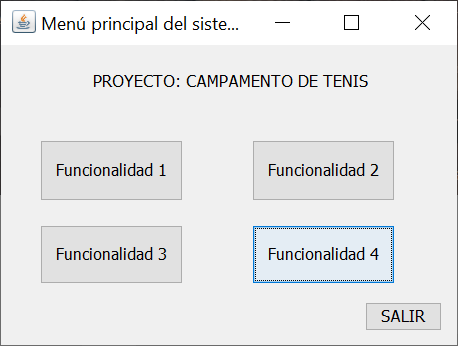 Menú principal del siste...
PROYECTO: CAMPAMENTO DE TENIS
Funcionalidad 1
Funcionalidad 2
Funcionalidad 3
Funcionalidad 4
SALIR